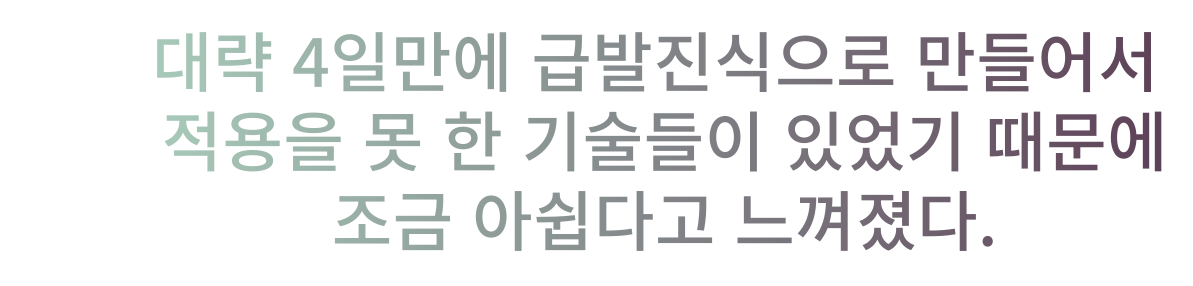 대략 4일만에 급발진식으로 만들어서
적용을 못 한 기술들이 있었기 때문에
조금 아쉽다고 느껴졌다.